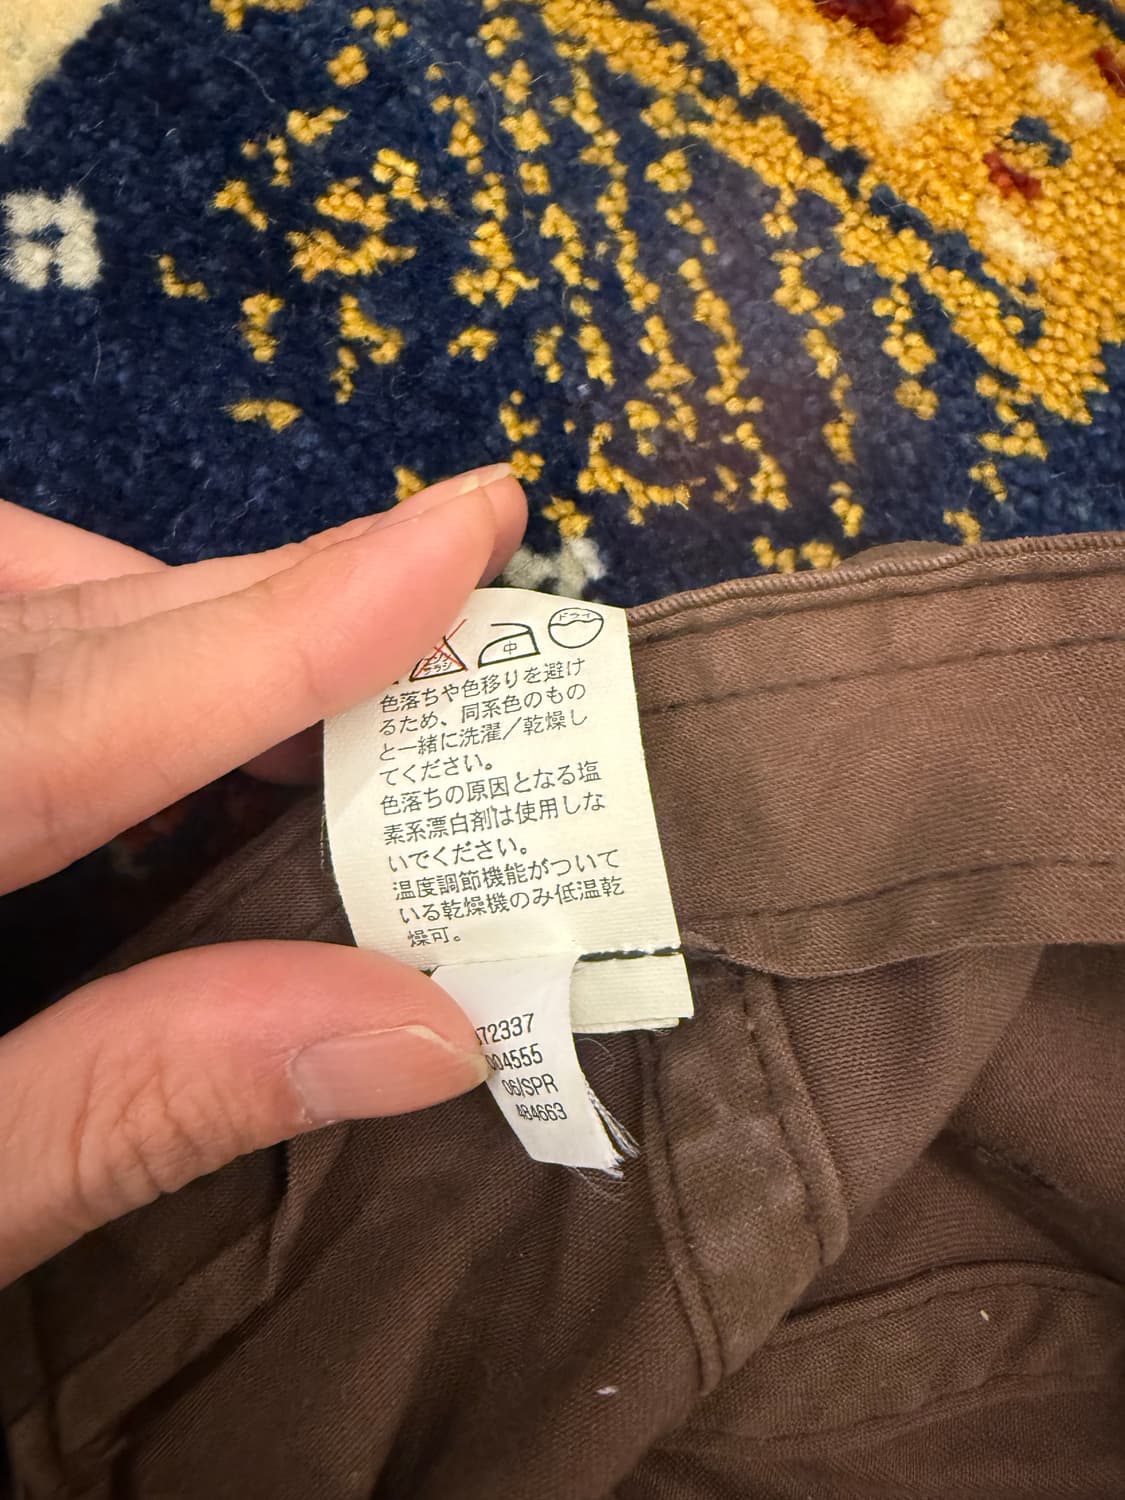 中 ドライ
色落ちや色移りを避け
るため、同系色のもの
と一緒に洗濯/乾燥し
てください。
色落ちの原因となる塩
素系漂白剤は使用しな
いでください。
温度調節機能がついて
いる乾燥機のみ低温乾
燥可。
72337
004555
06/SPR
484663